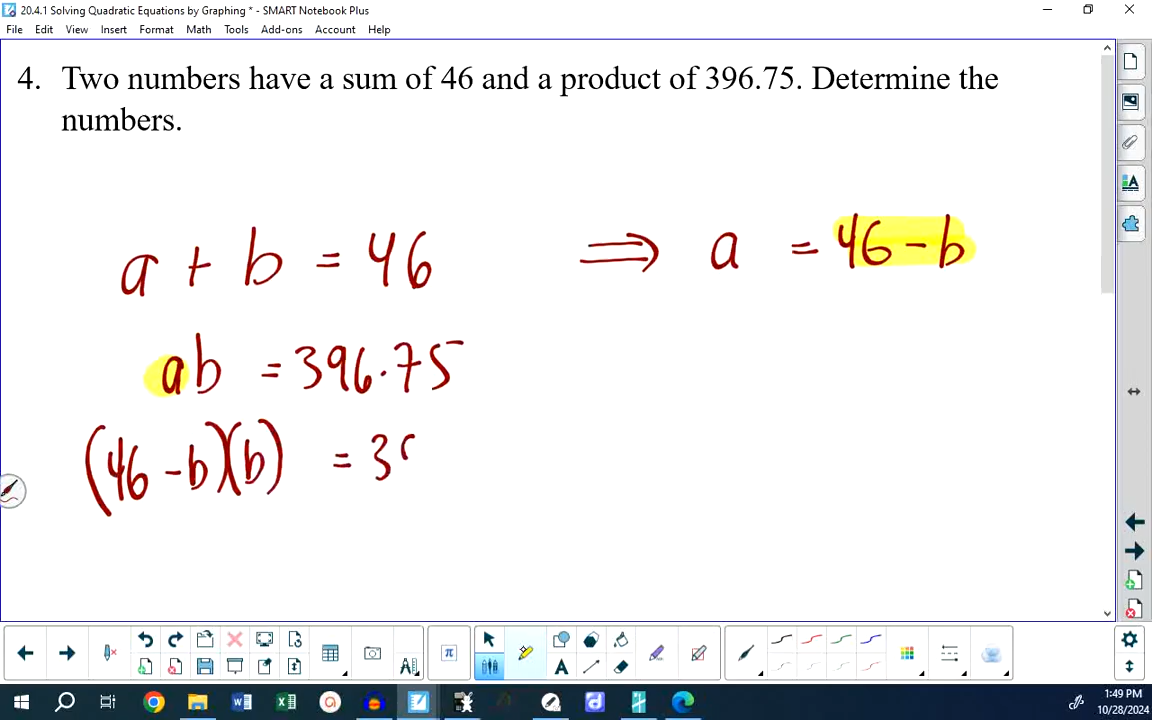 20.4.1 Solving Quadratic Equations by Graphing * - SMART Notebook Plus
File Edit View Insert Format Math Tools Add-ons Account Help
4. Two numbers have a sum of 46 and a product of 396.75. Determine the
numbers.
a + b = 46 ⟹ a = 46 - b
ab = 396.75
(46 - b)(b) = 3
π
1:49 PM
10/28/2024